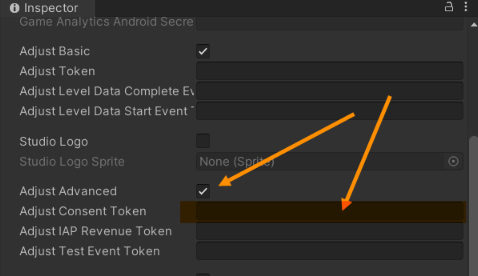 Inspector
Game Analytics Android Secre
Adjust Basic
Adjust Token
Adjust Level Data Complete Ev
Adjust Level Data Start Event T
Studio Logo
Studio Logo Sprite None (Sprite)
Adjust Advanced
Adjust Consent Token
Adjust IAP Revenue Token
Adjust Test Event Token